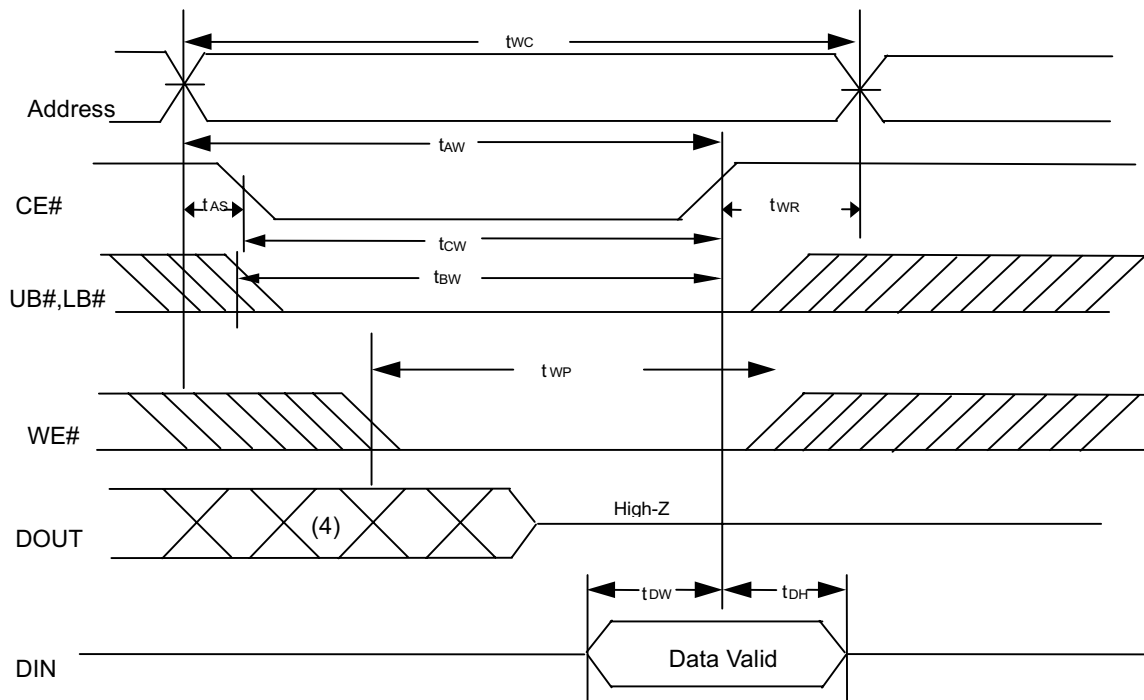 tWC
Address
tAW
CE#
tAS
tWR
tCW
tBW
UB#,LB#
tWP
WE#
(4)
High-Z
DOUT
tDW
tDH
Data Valid
DIN